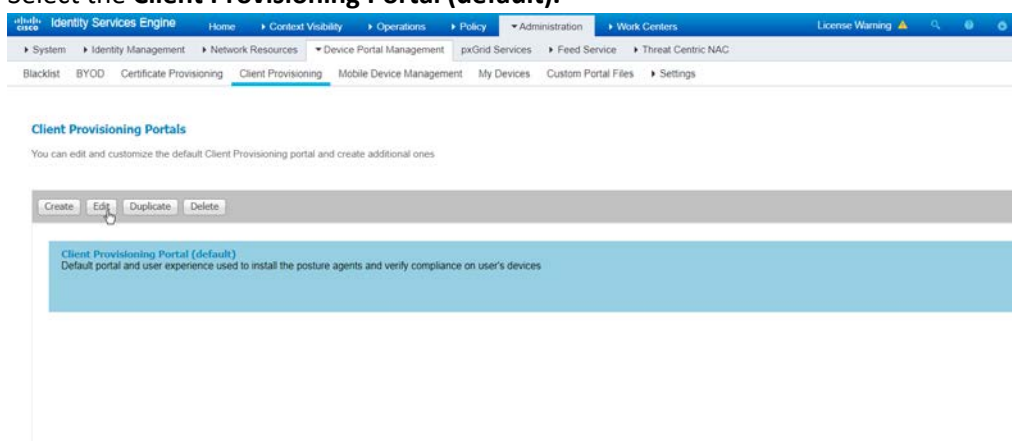 Select the Client Provisioning Portal (default).
cisco Identity Services Engine Home Context Visibility Operations Policy Administration Work Centers License Warning
System Identity Management Network Resources Device Portal Management pxGrid Services Feed Service Threat Centric NAC
Blacklist BYOD Certificate Provisioning Client Provisioning Mobile Device Management My Devices Custom Portal Files Settings
Client Provisioning Portals
You can edit and customize the default Client Provisioning portal and create additional ones
Create Edit Duplicate Delete
Client Provisioning Portal (default)
Default portal and user experience used to install the posture agents and verify compliance on user's devices